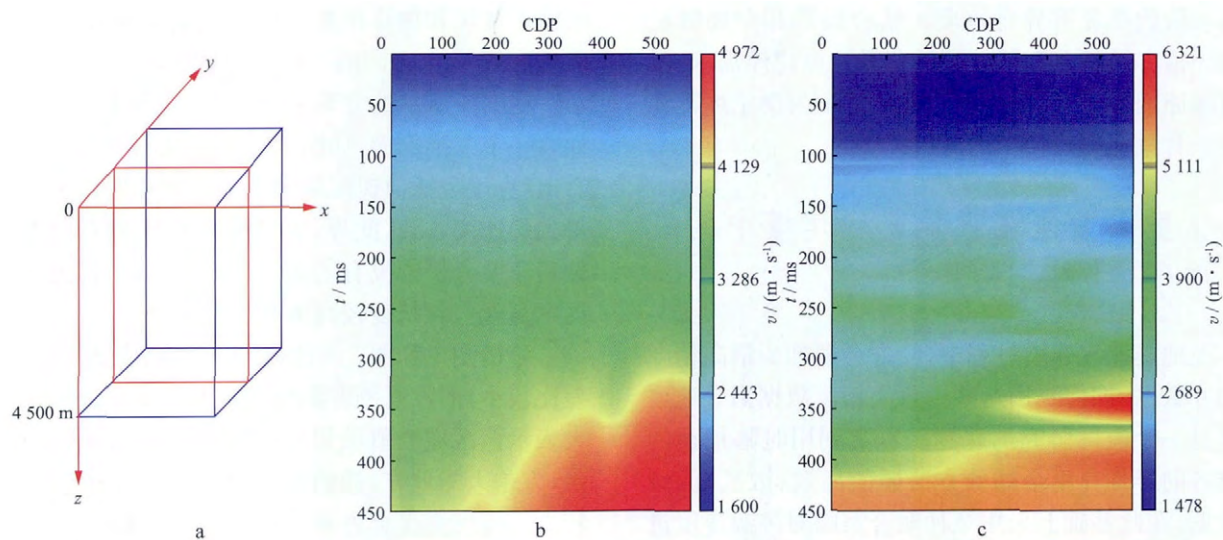 y
0
x
4 500 m
z
a
CDP
0 100 200 300 400 500
50
100
150
200
250
300
350
400
450
t / ms
4 972
4 129
3 286
2 443
1 600
v / (m · s⁻¹)
b
CDP
0 100 200 300 400 500
50
100
150
200
250
300
350
400
450
t / ms
6 321
5 111
3 900
2 689
1 478
v / (m · s⁻¹)
c